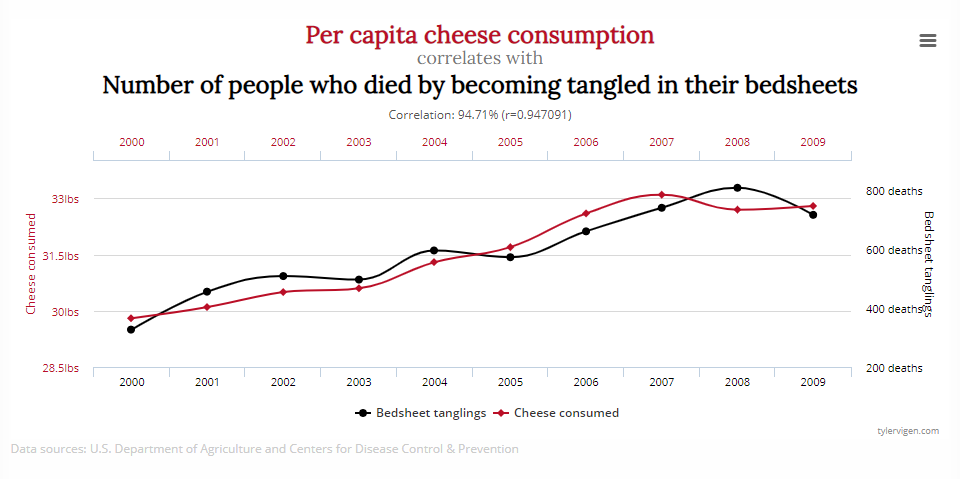 Per capita cheese consumption
correlates with
Number of people who died by becoming tangled in their bedsheets
Correlation: 94.71% (r=0.947091)
2000 2001 2002 2003 2004 2005 2006 2007 2008 2009
Cheese consumed
33lbs
31.5lbs
30lbs
28.5lbs
800 deaths
600 deaths
400 deaths
200 deaths
Bedsheet tanglings
2000 2001 2002 2003 2004 2005 2006 2007 2008 2009
Bedsheet tanglings Cheese consumed
tylervigen.com
Data sources: U.S. Department of Agriculture and Centers for Disease Control & Prevention